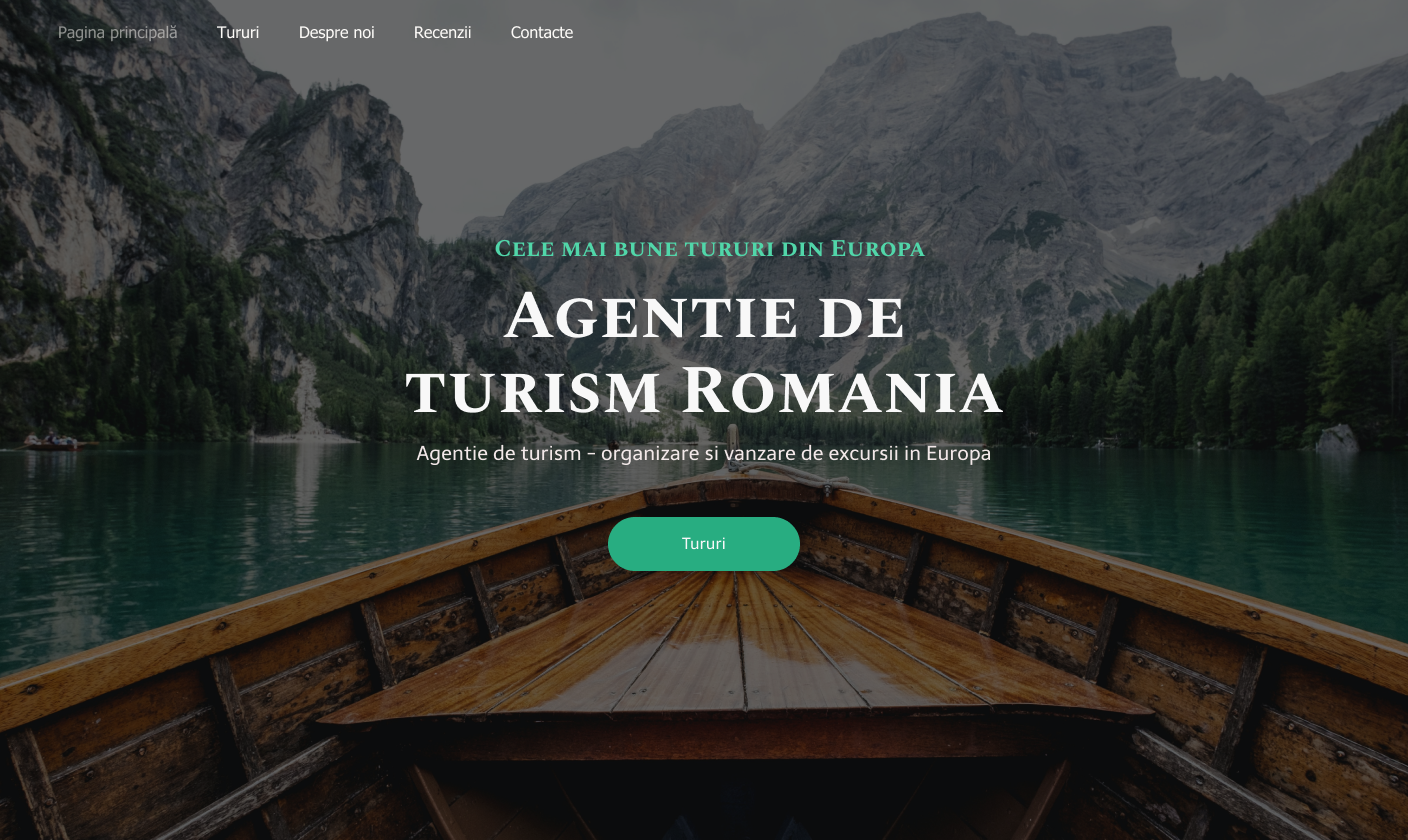 Pagina principală Tururi Despre noi Recenzii Contacte
Cele mai bune tururi din Europa
Agentie de
turism Romania
Agentie de turism - organizare si vanzare de excursii in Europa
Tururi